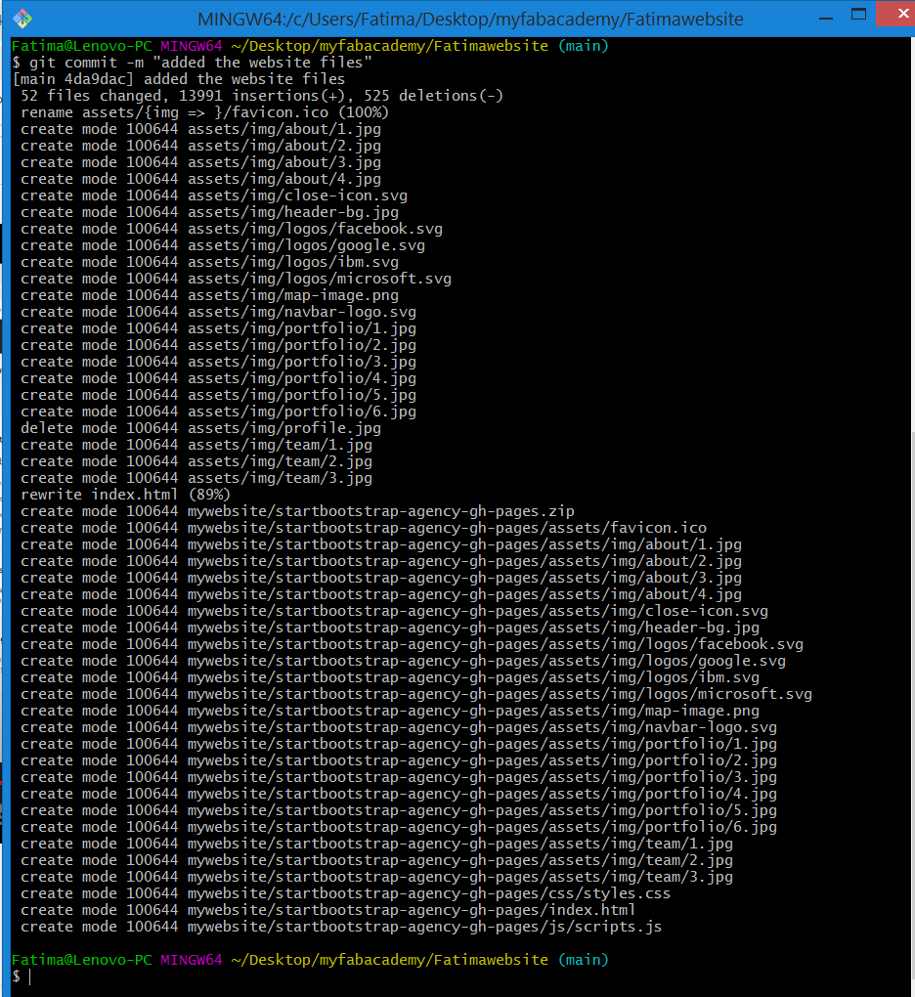 MINGW64:/c/Users/Fatima/Desktop/myfabacademy/Fatimawebsite
Fatima@Lenovo-PC MINGW64 ~/Desktop/myfabacademy/Fatimawebsite (main)
$ git commit -m "added the website files"
[main 4da9dac] added the website files
 52 files changed, 13991 insertions(+), 525 deletions(-)
 rename assets/{img => }/favicon.ico (100%)
 create mode 100644 assets/img/about/1.jpg
 create mode 100644 assets/img/about/2.jpg
 create mode 100644 assets/img/about/3.jpg
 create mode 100644 assets/img/about/4.jpg
 create mode 100644 assets/img/close-icon.svg
 create mode 100644 assets/img/header-bg.jpg
 create mode 100644 assets/img/logos/facebook.svg
 create mode 100644 assets/img/logos/google.svg
 create mode 100644 assets/img/logos/ibm.svg
 create mode 100644 assets/img/logos/microsoft.svg
 create mode 100644 assets/img/map-image.png
 create mode 100644 assets/img/navbar-logo.svg
 create mode 100644 assets/img/portfolio/1.jpg
 create mode 100644 assets/img/portfolio/2.jpg
 create mode 100644 assets/img/portfolio/3.jpg
 create mode 100644 assets/img/portfolio/4.jpg
 create mode 100644 assets/img/portfolio/5.jpg
 create mode 100644 assets/img/portfolio/6.jpg
 delete mode 100644 assets/img/profile.jpg
 create mode 100644 assets/img/team/1.jpg
 create mode 100644 assets/img/team/2.jpg
 create mode 100644 assets/img/team/3.jpg
 rewrite index.html (89%)
 create mode 100644 mywebsite/startbootstrap-agency-gh-pages.zip
 create mode 100644 mywebsite/startbootstrap-agency-gh-pages/assets/favicon.ico
 create mode 100644 mywebsite/startbootstrap-agency-gh-pages/assets/img/about/1.jpg
 create mode 100644 mywebsite/startbootstrap-agency-gh-pages/assets/img/about/2.jpg
 create mode 100644 mywebsite/startbootstrap-agency-gh-pages/assets/img/about/3.jpg
 create mode 100644 mywebsite/startbootstrap-agency-gh-pages/assets/img/about/4.jpg
 create mode 100644 mywebsite/startbootstrap-agency-gh-pages/assets/img/close-icon.svg
 create mode 100644 mywebsite/startbootstrap-agency-gh-pages/assets/img/header-bg.jpg
 create mode 100644 mywebsite/startbootstrap-agency-gh-pages/assets/img/logos/facebook.svg
 create mode 100644 mywebsite/startbootstrap-agency-gh-pages/assets/img/logos/google.svg
 create mode 100644 mywebsite/startbootstrap-agency-gh-pages/assets/img/logos/ibm.svg
 create mode 100644 mywebsite/startbootstrap-agency-gh-pages/assets/img/logos/microsoft.svg
 create mode 100644 mywebsite/startbootstrap-agency-gh-pages/assets/img/map-image.png
 create mode 100644 mywebsite/startbootstrap-agency-gh-pages/assets/img/navbar-logo.svg
 create mode 100644 mywebsite/startbootstrap-agency-gh-pages/assets/img/portfolio/1.jpg
 create mode 100644 mywebsite/startbootstrap-agency-gh-pages/assets/img/portfolio/2.jpg
 create mode 100644 mywebsite/startbootstrap-agency-gh-pages/assets/img/portfolio/3.jpg
 create mode 100644 mywebsite/startbootstrap-agency-gh-pages/assets/img/portfolio/4.jpg
 create mode 100644 mywebsite/startbootstrap-agency-gh-pages/assets/img/portfolio/5.jpg
 create mode 100644 mywebsite/startbootstrap-agency-gh-pages/assets/img/portfolio/6.jpg
 create mode 100644 mywebsite/startbootstrap-agency-gh-pages/assets/img/team/1.jpg
 create mode 100644 mywebsite/startbootstrap-agency-gh-pages/assets/img/team/2.jpg
 create mode 100644 mywebsite/startbootstrap-agency-gh-pages/assets/img/team/3.jpg
 create mode 100644 mywebsite/startbootstrap-agency-gh-pages/css/styles.css
 create mode 100644 mywebsite/startbootstrap-agency-gh-pages/index.html
 create mode 100644 mywebsite/startbootstrap-agency-gh-pages/js/scripts.js
Fatima@Lenovo-PC MINGW64 ~/Desktop/myfabacademy/Fatimawebsite (main)
$